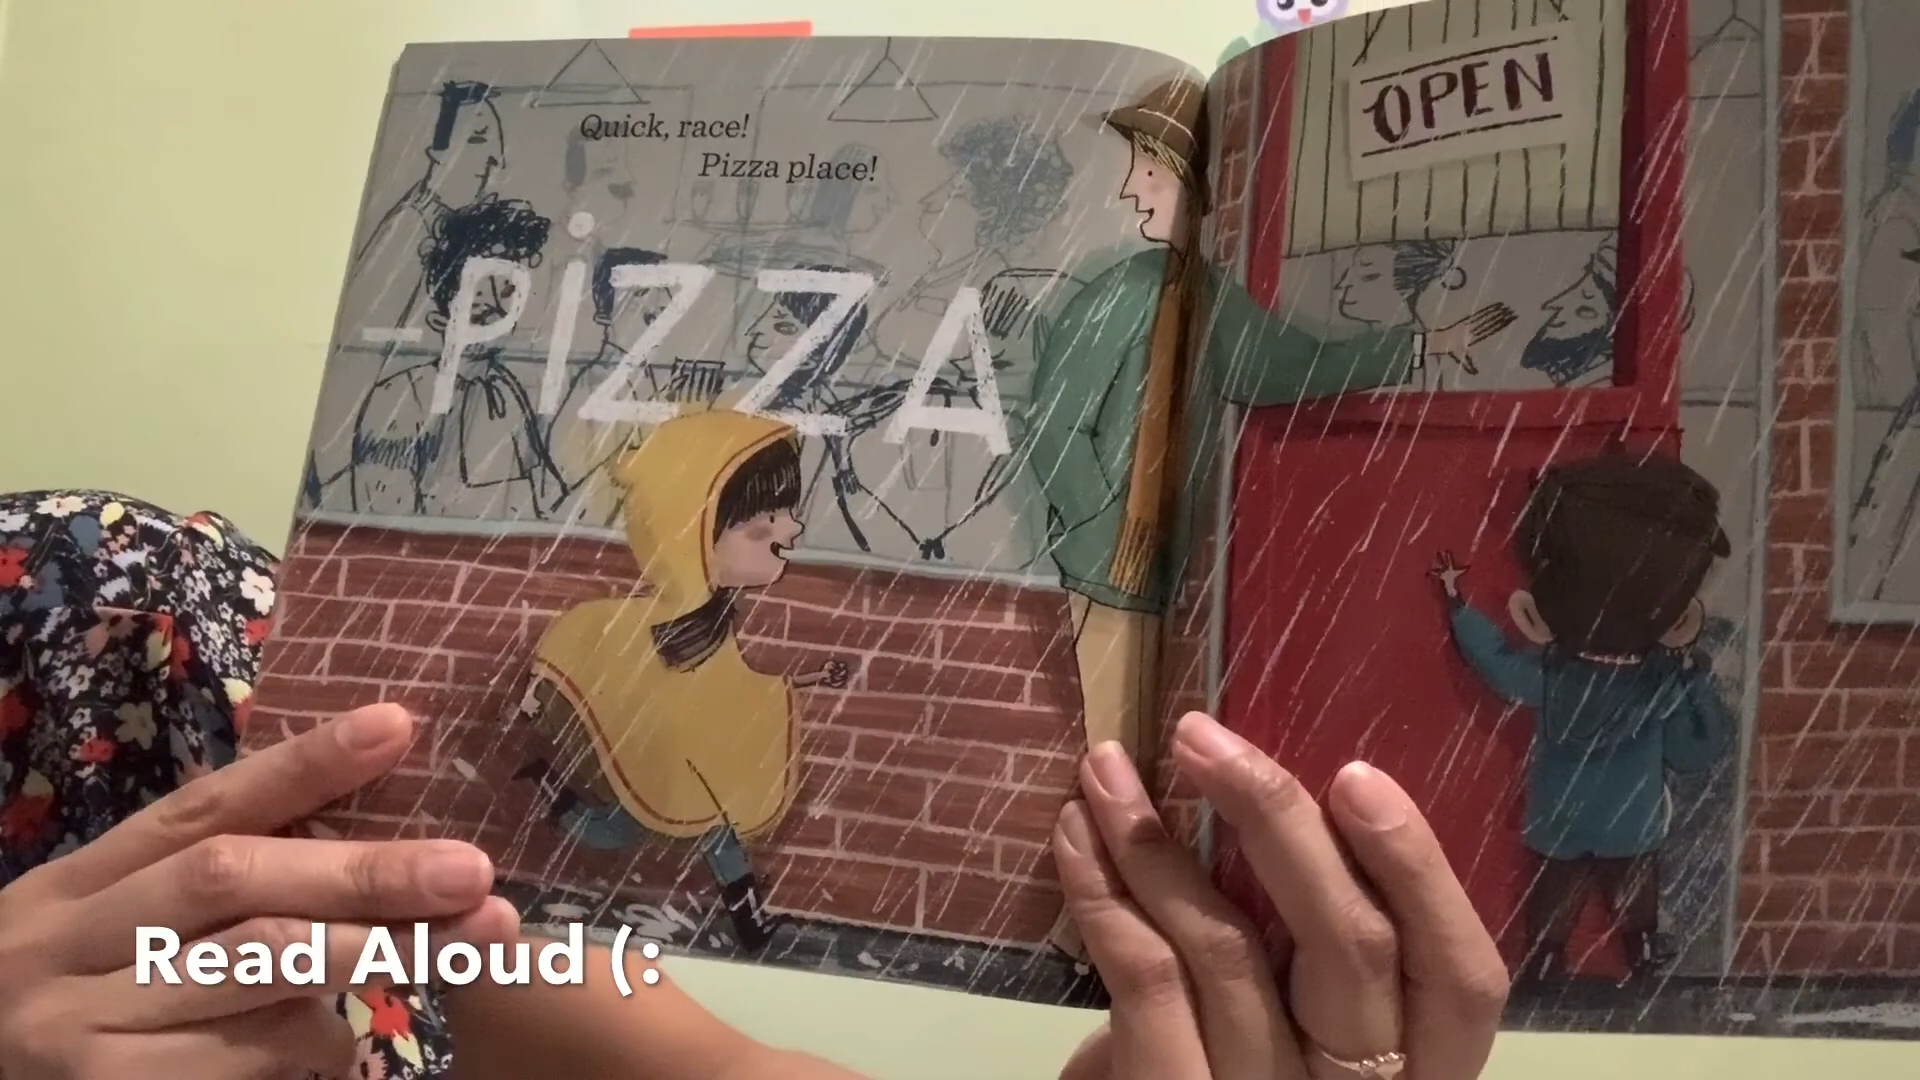 Quick, race!
Pizza place!
-PIZZA
OPEN
Read Aloud (: